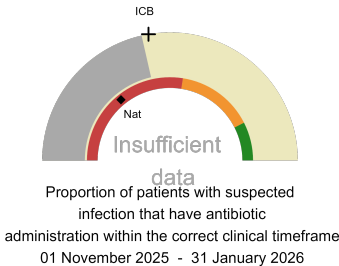 ICB
Nat
Insufficient
data
Proportion of patients with suspected
infection that have antibiotic
administration within the correct clinical timeframe
01 November 2025 - 31 January 2026